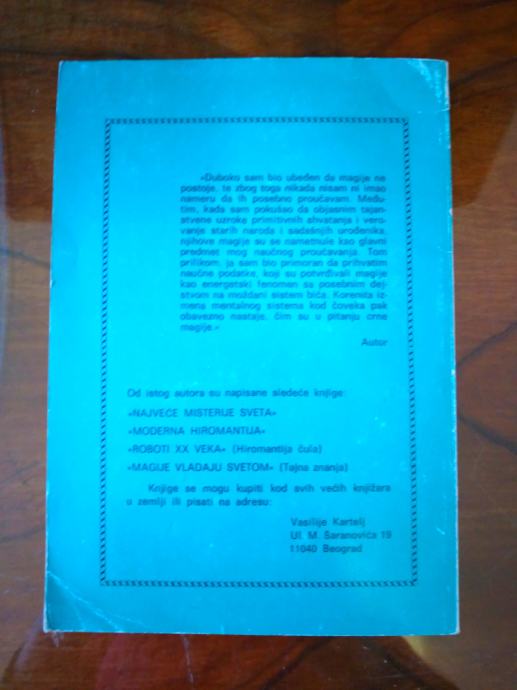 »Duboko sam bio ubeđen da magije ne
postoje, te zbog toga nikada nisam ni imao
nameru da ih posebno proučavam. Među-
tim, kada sam pokušao da objasnim tajan-
stvene uzroke primitivnih shvatanja i vero-
vanje starih naroda i sadašnjih urođenika,
njihove magije su se nametnule kao glavni
predmet mog naučnog proučavanja. Tom
prilikom, ja sam bio primoran da prihvatim
naučne podatke, koji su potvrđivali magije
kao energetski fenomen sa posebnim dej-
stvom na moždani sistem bića. Korenita iz-
mena mentalnog sistema kod čoveka pak
obavezno nastaje, čim su u pitanju crne
magije.«
Autor
Od istog autora su napisane sledeće knjige:
»NAJVEĆE MISTERIJE SVETA«
»MODERNA HIROMANTIJA«
»ROBOTI XX VEKA« (Hiromantija čula)
»MAGIJE VLADAJU SVETOM« (Tajna znanja)
Knjige se mogu kupiti kod svih većih knjižara
u zemlji ili pisati na adresu:
Vasilije Kartelj
Ul. M. Šaranovića 19
11040 Beograd